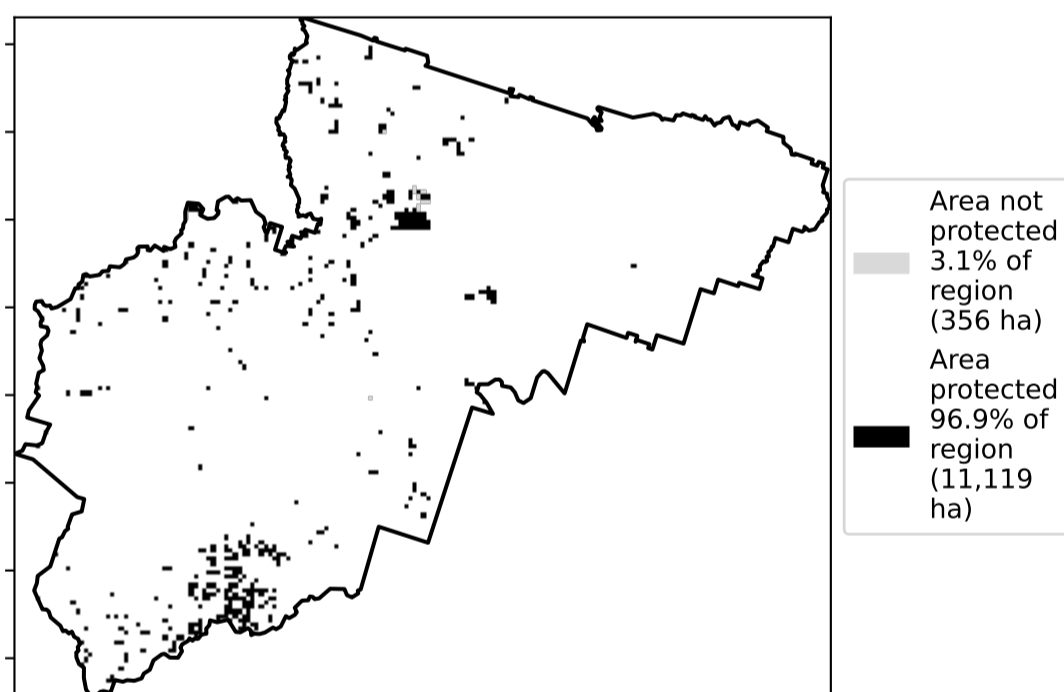 Area not
protected
3.1% of
region
(356 ha)
Area
protected
96.9% of
region
(11,119
ha)